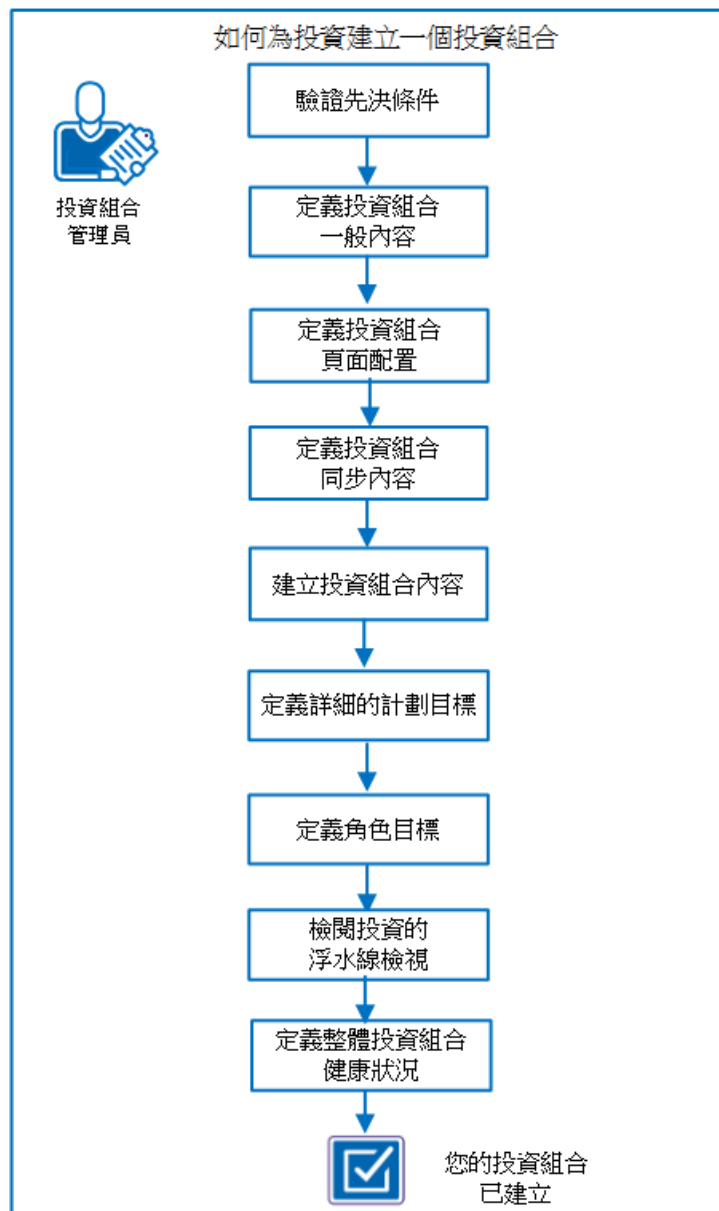 如何為投資建立一個投資組合
驗證先決條件
投資組合
管理員
定義投資組合
一般內容
定義投資組合
頁面配置
定義投資組合
同步內容
建立投資組合內容
定義詳細的計劃目標
定義角色目標
檢閱投資的
浮水線檢視
定義整體投資組合
健康狀況
您的投資組合
已建立